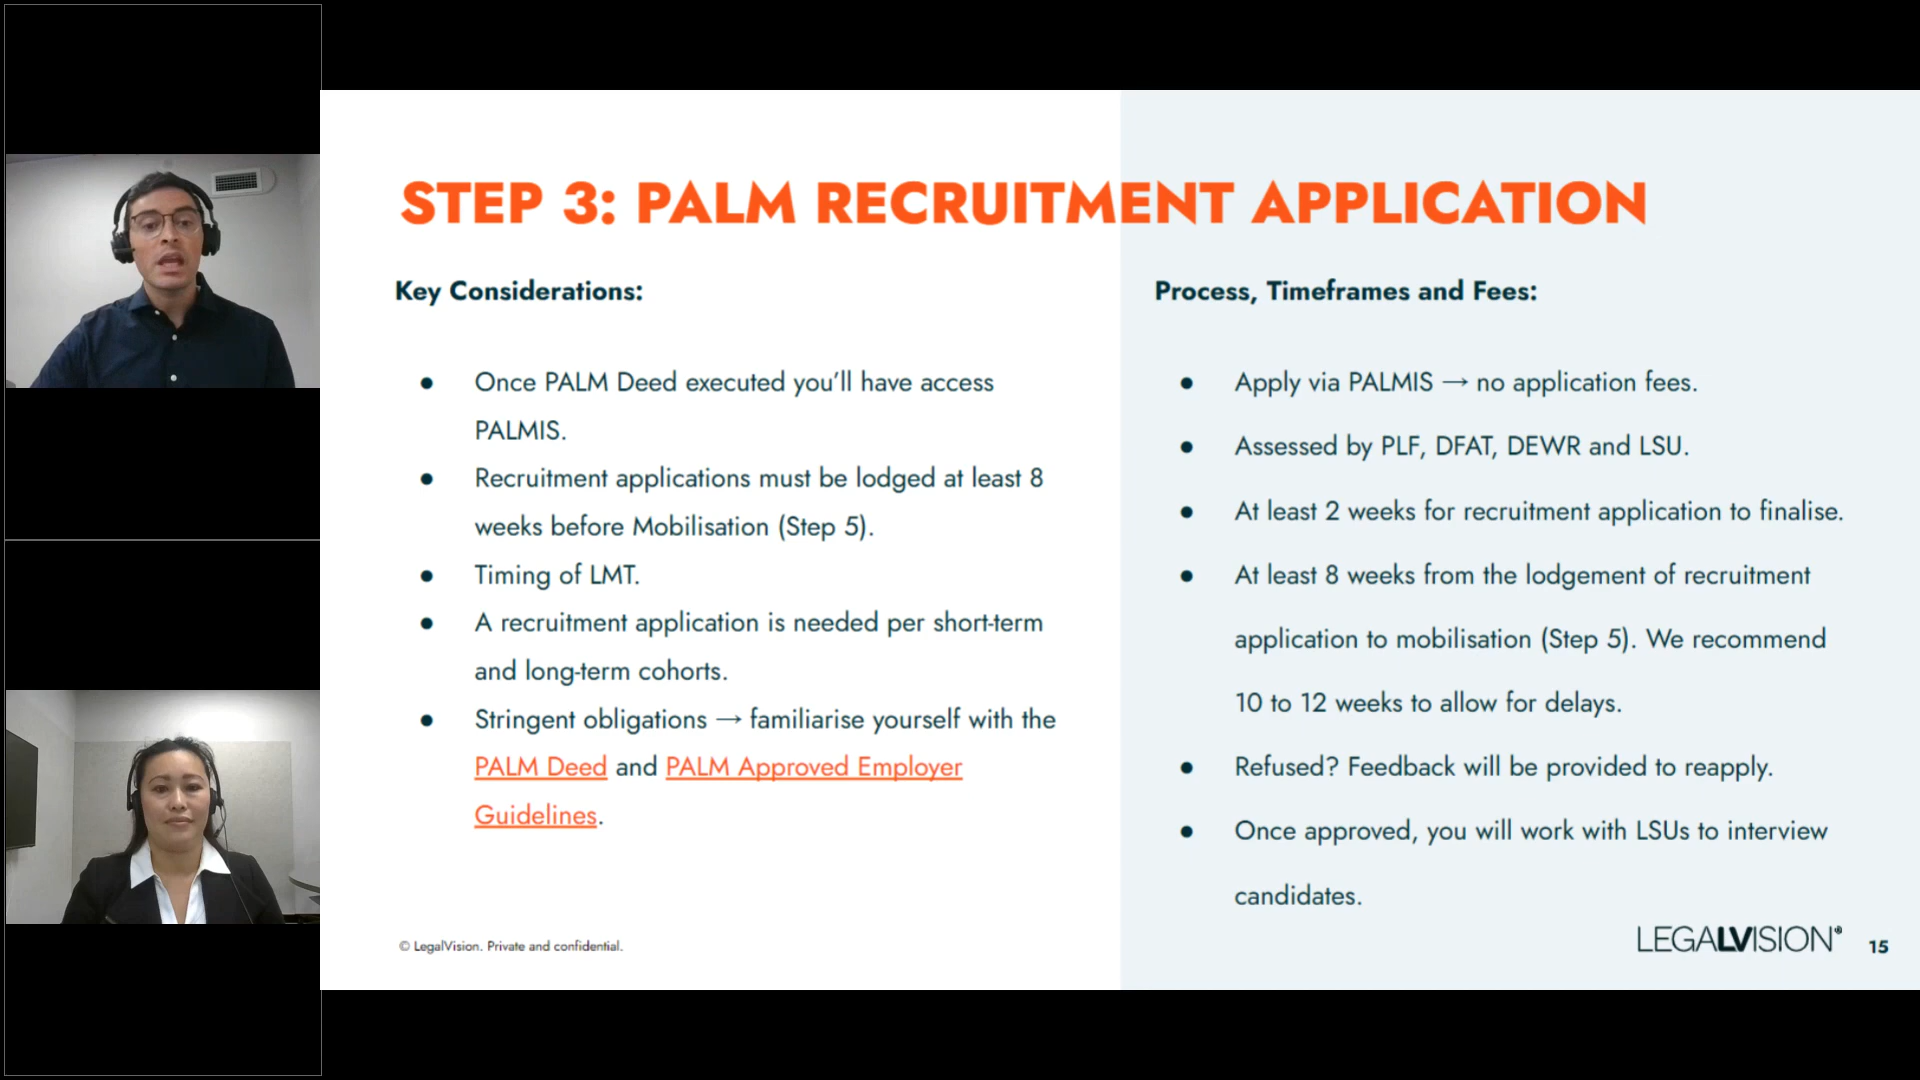 STEP 3: PALM RECRUITMENT APPLICATION
Key Considerations:
● Once PALM Deed executed you’ll have access
PALMIS.
● Recruitment applications must be lodged at least 8
weeks before Mobilisation (Step 5).
● Timing of LMT.
● A recruitment application is needed per short-term
and long-term cohorts.
● Stringent obligations → familiarise yourself with the
PALM Deed and PALM Approved Employer
Guidelines.
Process, Timeframes and Fees:
● Apply via PALMIS → no application fees.
● Assessed by PLF, DFAT, DEWR and LSU.
● At least 2 weeks for recruitment application to finalise.
● At least 8 weeks from the lodgement of recruitment
application to mobilisation (Step 5). We recommend
10 to 12 weeks to allow for delays.
● Refused? Feedback will be provided to reapply.
● Once approved, you will work with LSUs to interview
candidates.
© LegalVision. Private and confidential.
LEGALVISION®
15